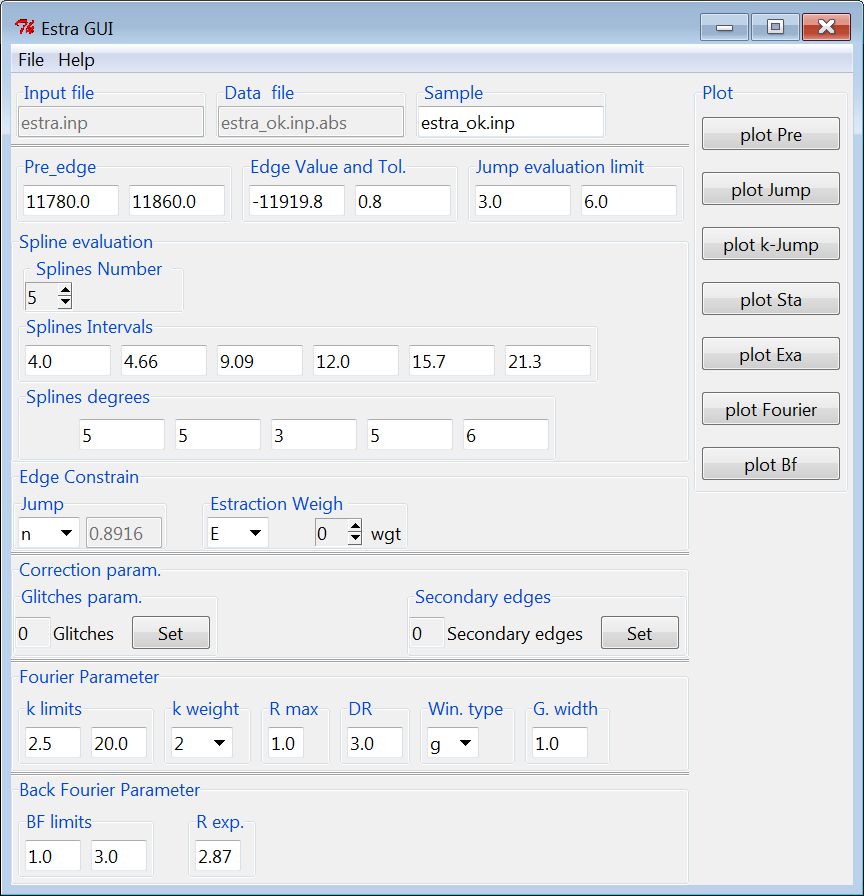 Estra GUI
File Help
Input file Data file Sample Plot
estra.inp estra_ok.inp.abs estra_ok.inp
plot Pre
Pre_edge Edge Value and Tol. Jump evaluation limit
11780.0 11860.0 -11919.8 0.8 3.0 6.0
plot Jump
Spline evaluation
plot k-Jump
Splines Number
5
plot Sta
Splines Intervals
4.0 4.66 9.09 12.0 15.7 21.3
plot Exa
Splines degrees
plot Fourier
5 5 3 5 6
plot Bf
Edge Constrain
Jump Estraction Weigh
n 0.8916 E 0 wgt
Correction param.
Glitches param. Secondary edges
0 Glitches Set 0 Secondary edges Set
Fourier Parameter
k limits k weight R max DR Win. type G. width
2.5 20.0 2 1.0 3.0 g 1.0
Back Fourier Parameter
BF limits R exp.
1.0 3.0 2.87